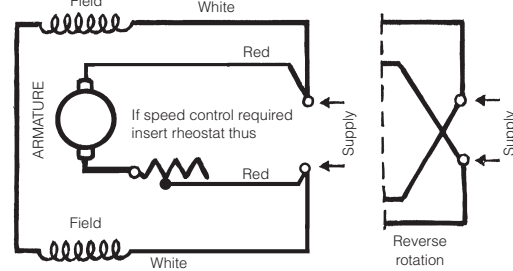 Field
White
Red
ARMATURE
If speed control required
insert rheostat thus
Supply
Supply
Red
Field
White
Reverse
rotation